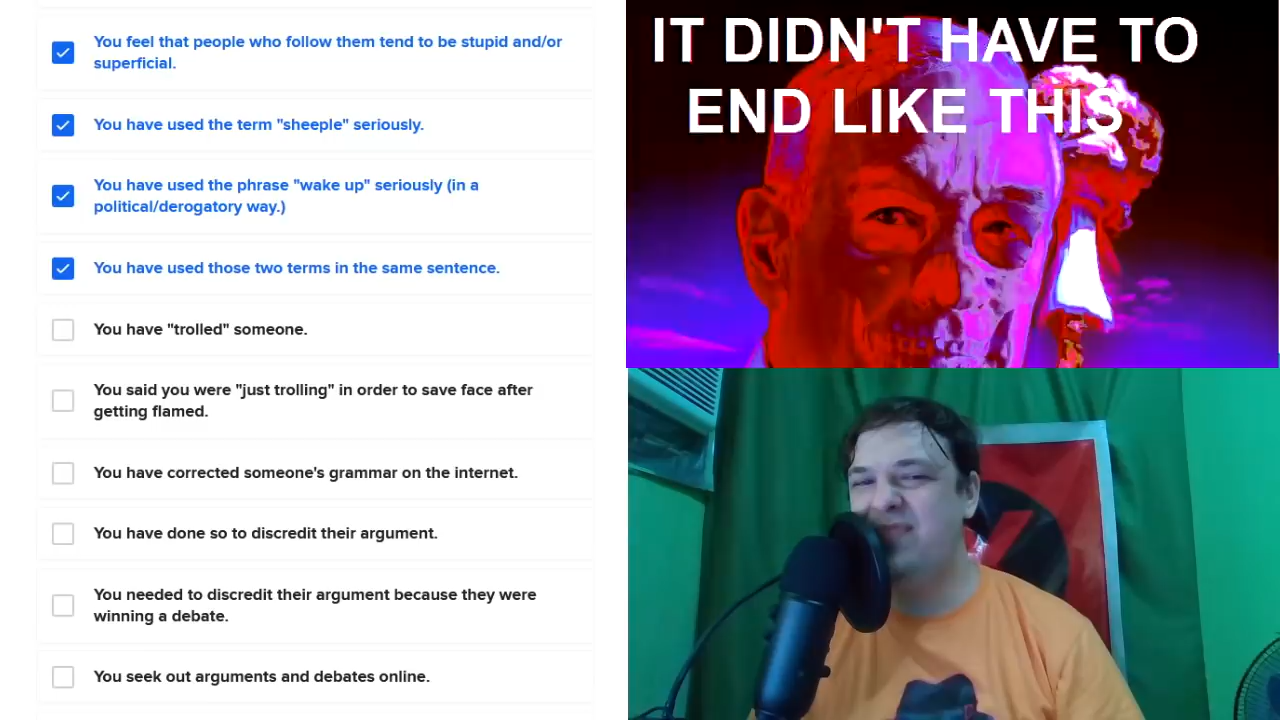 You feel that people who follow them tend to be stupid and/or
superficial.
You have used the term "sheeple" seriously.
You have used the phrase "wake up" seriously (in a
political/derogatory way.)
You have used those two terms in the same sentence.
You have "trolled" someone.
You said you were "just trolling" in order to save face after
getting flamed.
You have corrected someone's grammar on the internet.
You have done so to discredit their argument.
You needed to discredit their argument because they were
winning a debate.
You seek out arguments and debates online.
IT DIDN'T HAVE TO
END LIKE THIS